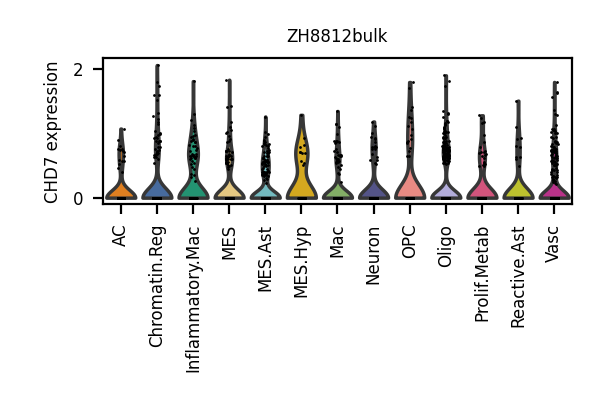 ZH8812bulk
CHD7 expression
2
0
AC
Chromatin.Reg
Inflammatory.Mac
MES
MES.Ast
MES.Hyp
Mac
Neuron
OPC
Oligo
Prolif.Metab
Reactive.Ast
Vasc